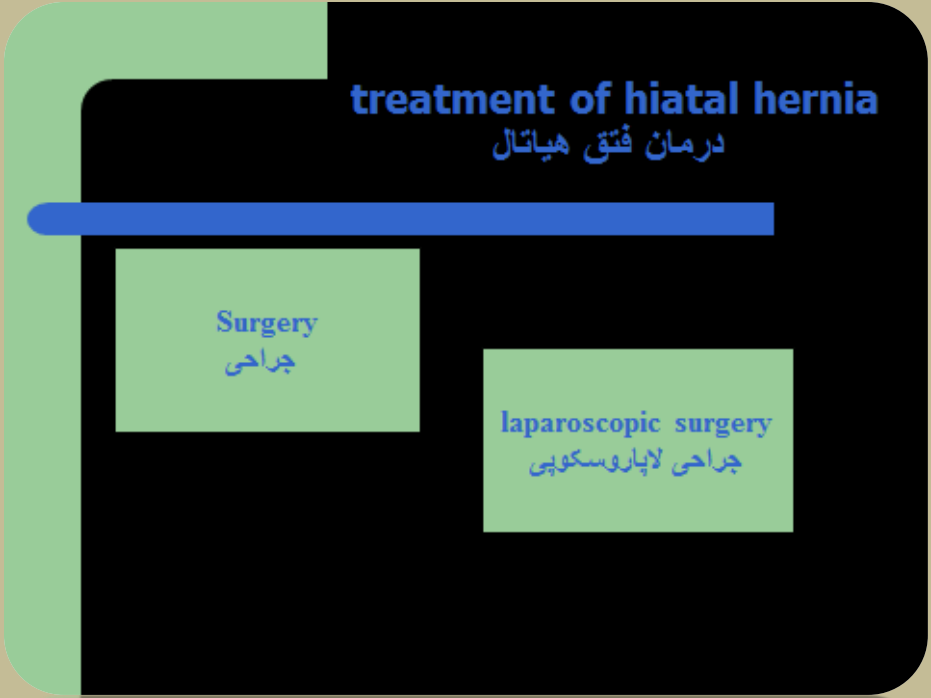 treatment of hiatal hernia
درمان فتق هیاتال
Surgery
جراحی
laparoscopic surgery
جراحی لاپاروسکوپی